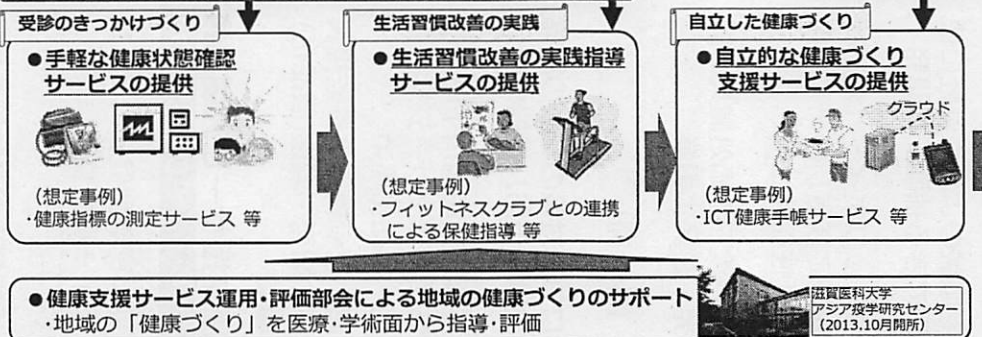 受診のきっかけづくり
●手軽な健康状態確認
サービスの提供
(想定事例)
・健康指標の測定サービス 等
生活習慣改善の実践
●生活習慣改善の実践指導
サービスの提供
(想定事例)
・フィットネスクラブとの連携
による保健指導 等
自立した健康づくり
●自立的な健康づくり
支援サービスの提供
クラウド
(想定事例)
・ICT健康手帳サービス 等
●健康支援サービス運用・評価部会による地域の健康づくりのサポート
・地域の「健康づくり」を医療・学術面から指導・評価
滋賀医科大学
アジア疫学研究センター
(2013.10月開所)